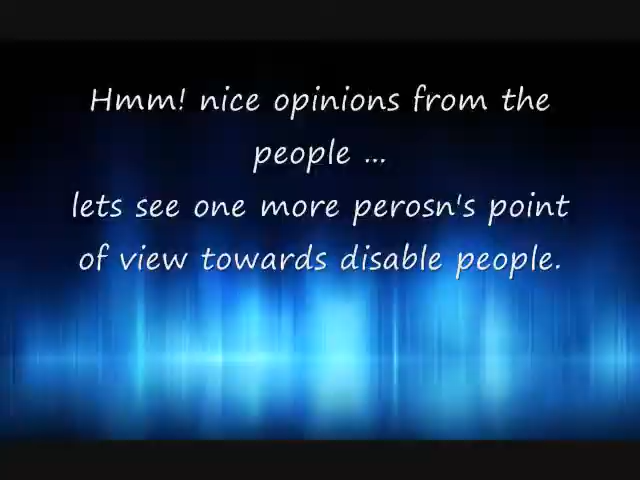 Hmm! nice opinions from the
people ...
lets see one more perosn's point
of view towards disable people.